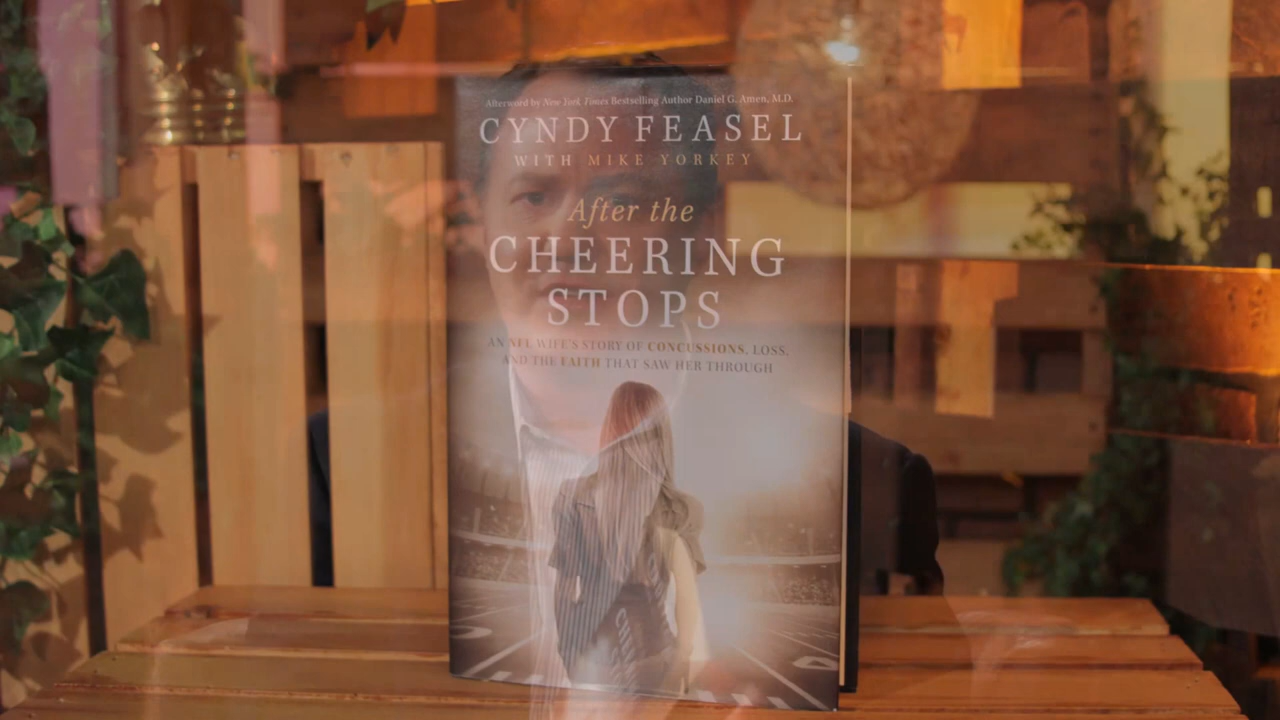 Afterword by New York Times Bestselling Author Daniel G. Amen, M.D.
CYNDY FEASEL
WITH MIKE YORKEY
After the
CHEERING
STOPS
AN NFL WIFE'S STORY OF CONCUSSIONS, LOSS,
AND THE FAITH THAT SAW HER THROUGH